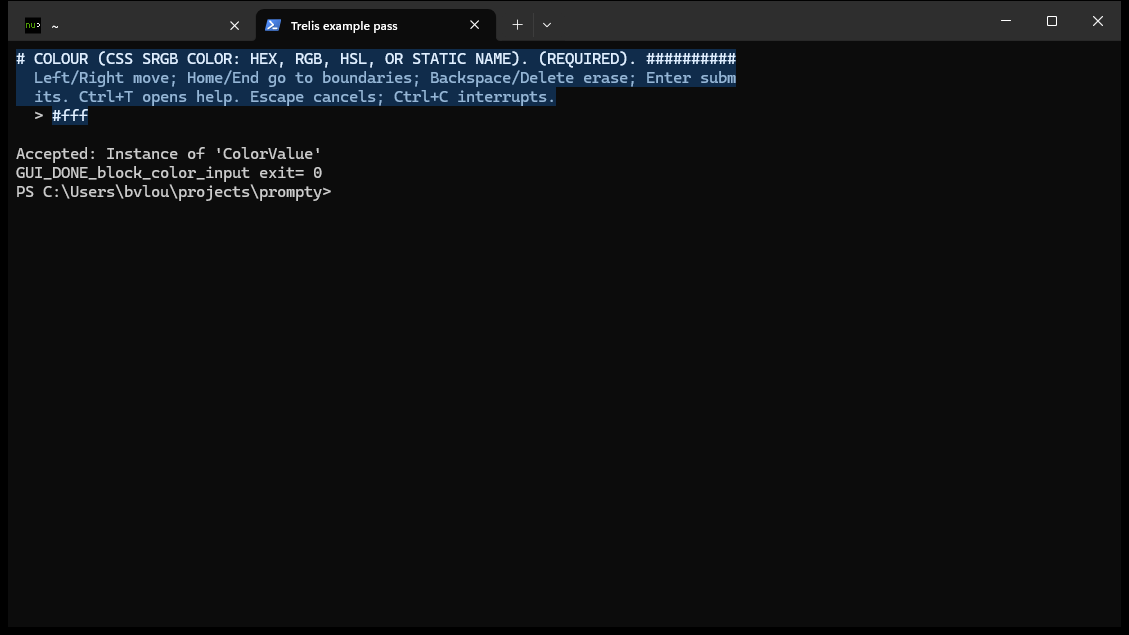 nu> ~
Trelis example pass
# COLOUR (CSS SRGB COLOR: HEX, RGB, HSL, OR STATIC NAME). (REQUIRED). ##########
Left/Right move; Home/End go to boundaries; Backspace/Delete erase; Enter subm
its. Ctrl+T opens help. Escape cancels; Ctrl+C interrupts.
> #fff
Accepted: Instance of 'ColorValue'
GUI_DONE_block_color_input exit= 0
PS C:\Users\bvlou\projects\prompty>